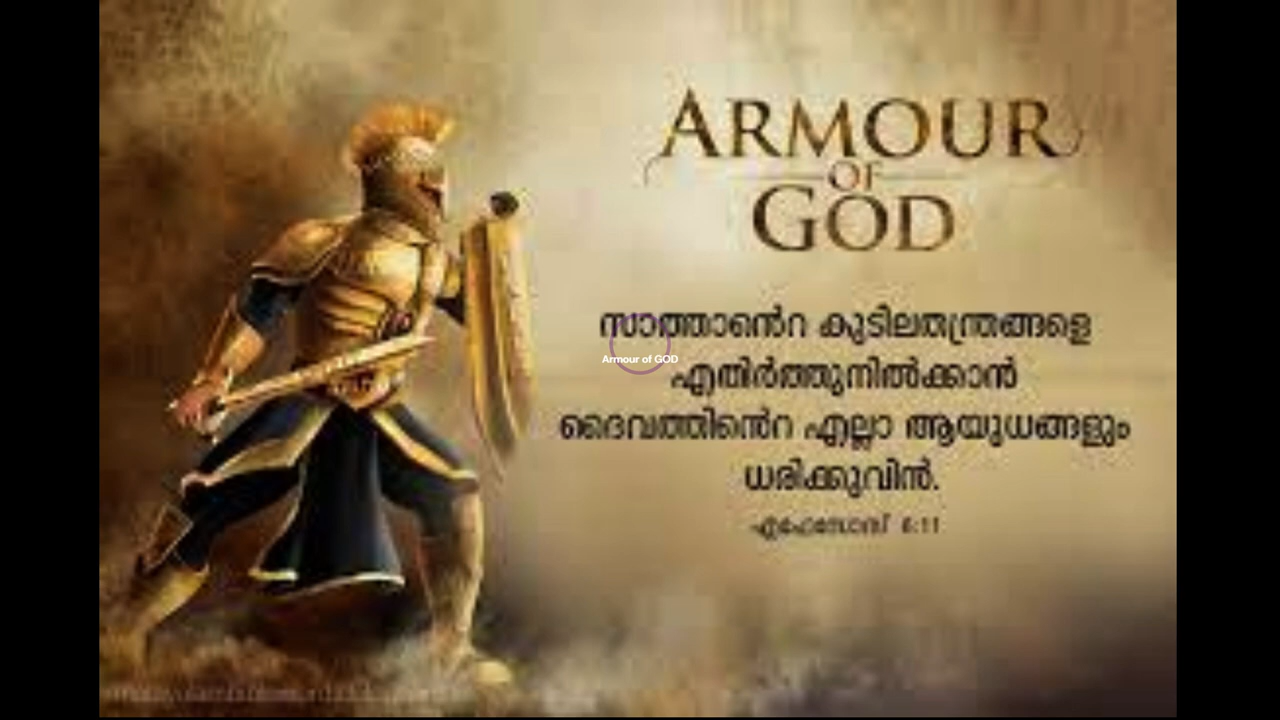 ARMOUR
OF
GOD
സാത്താന്റെ കുടിലതന്ത്രങ്ങളെ
Armour of GOD
എതിർത്തുനിൽക്കാൻ
ദൈവത്തിന്റെ എല്ലാ ആയുധങ്ങളും
ധരിക്കുവിൻ.
എഫേസോസ് 6:11